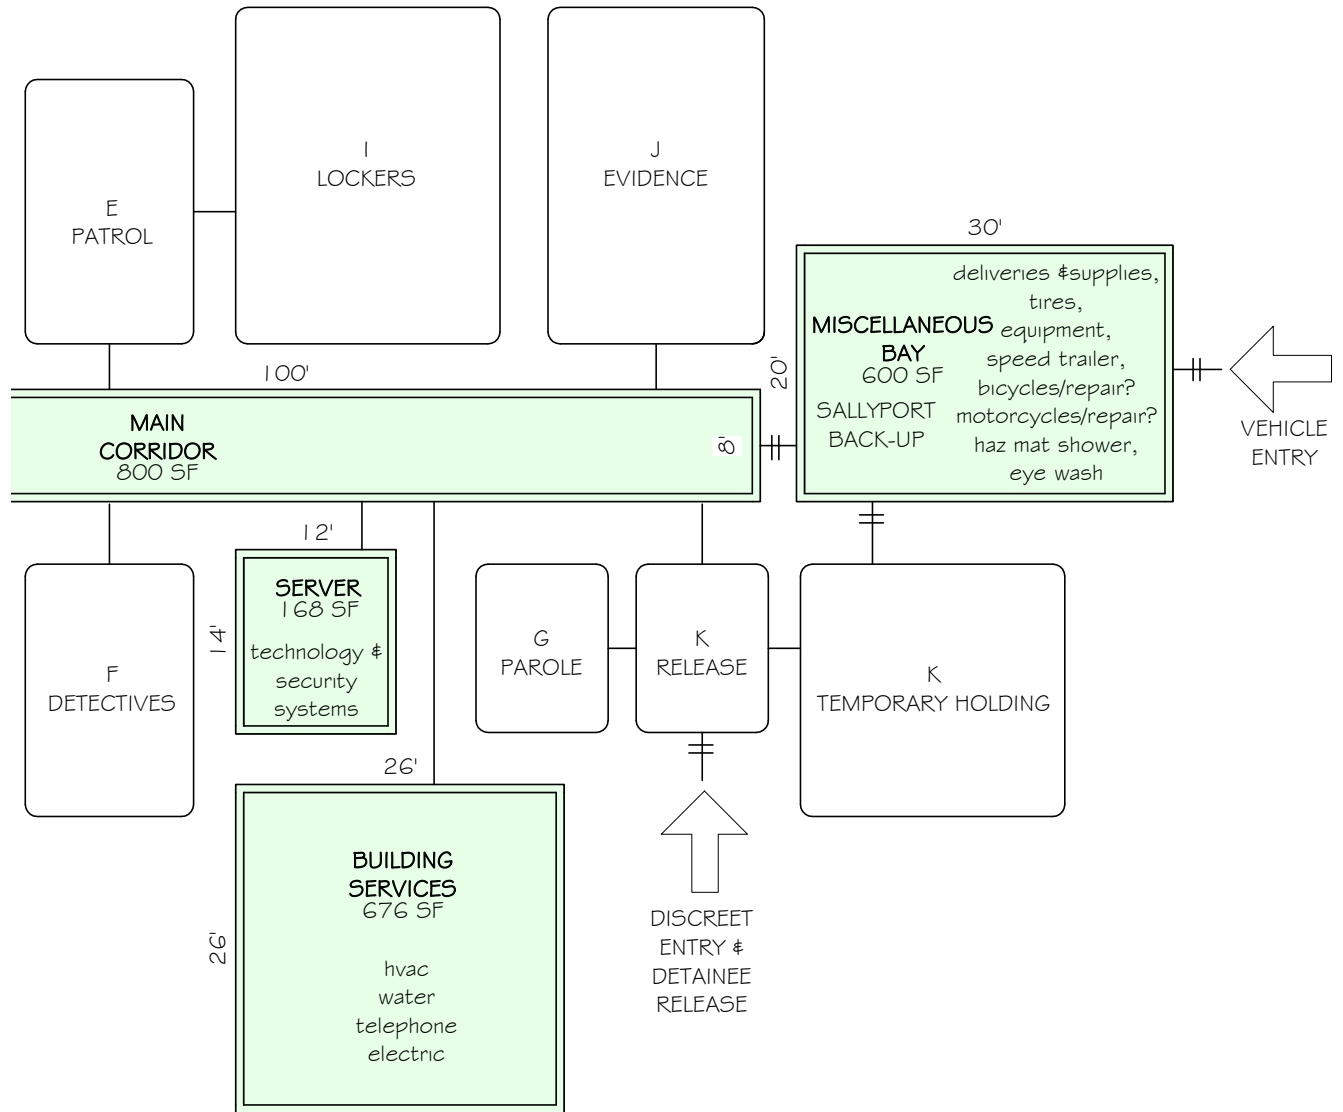 I
LOCKERS
J
EVIDENCE
E
PATROL
30'
20'
MISCELLANEOUS
BAY
600 SF
SALLYPORT
BACK-UP
deliveries &supplies,
tires,
equipment,
speed trailer,
bicycles/repair?
motorcycles/repair?
haz mat shower,
eye wash
VEHICLE
ENTRY
100'
MAIN
CORRIDOR
800 SF
8'
12'
14'
SERVER
168 SF
technology &
security
systems
F
DETECTIVES
G
PAROLE
K
RELEASE
K
TEMPORARY HOLDING
26'
26'
BUILDING
SERVICES
676 SF
hvac
water
telephone
electric
DISCREET
ENTRY &
DETAINEE
RELEASE